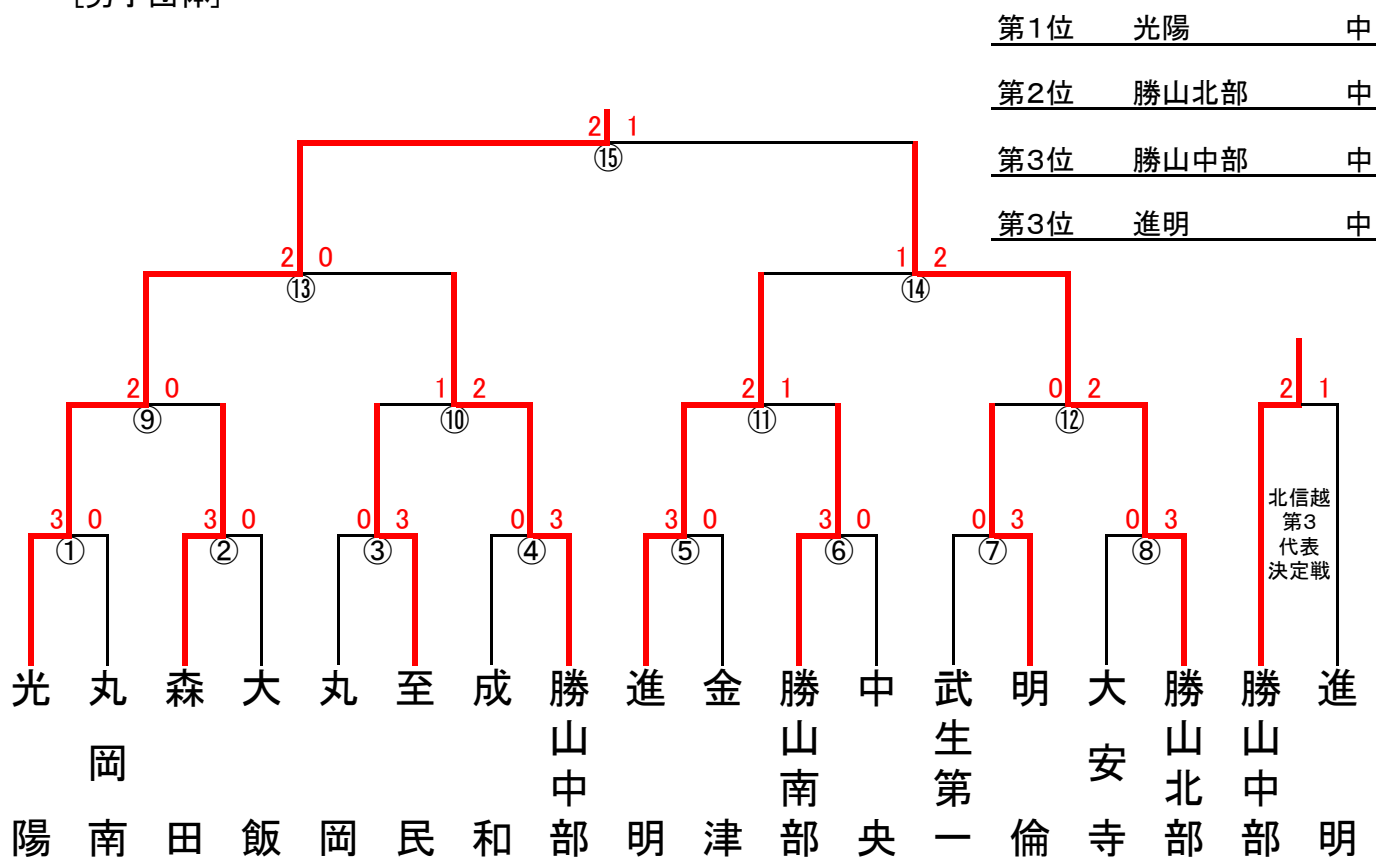 [男子団体]
第1位 光陽 中
第2位 勝山北部 中
第3位 勝山中部 中
第3位 進明 中
2 1
⑮
2 0
⑬
1 2
⑭
2 0
⑨
1 2
⑩
2 1
⑪
0 2
⑫
2 1
北信越
第3
代表
決定戦
3 0
①
3 0
②
0 3
③
0 3
④
3 0
⑤
3 0
⑥
0 3
⑦
0 3
⑧
光陽
丸岡南
森田
大飯
丸岡
至民
成和
勝山中部
進明
金津
勝山南部
中央
武生第一
明倫
大安寺
勝山北部
勝山中部
進明